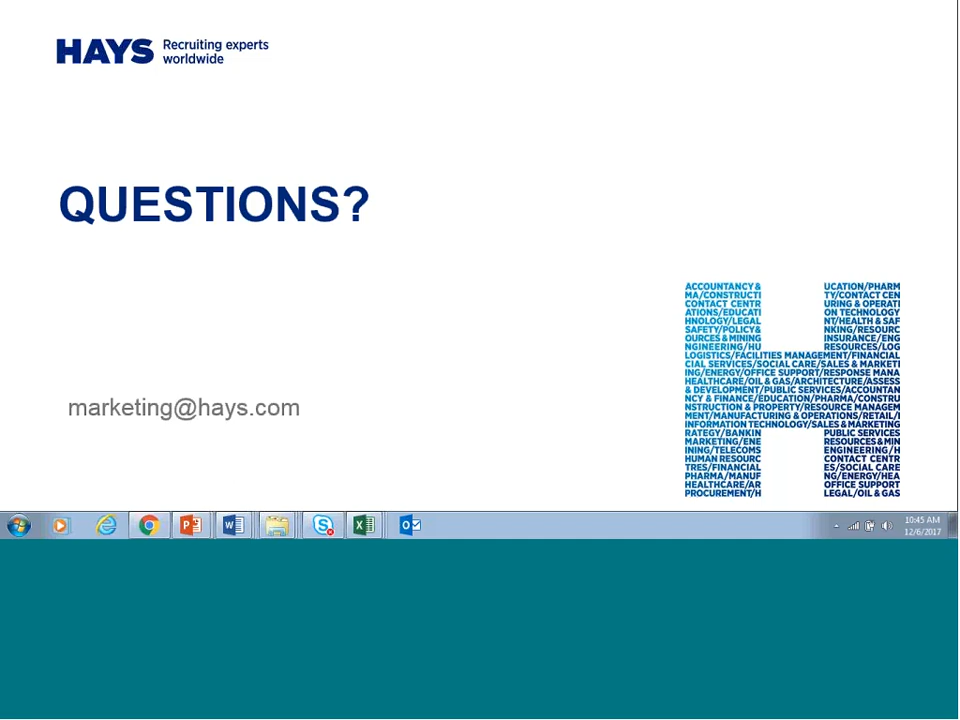 HAYS Recruiting experts
worldwide
QUESTIONS?
ACCOUNTANCY & UCATION/PHARM
MA/CONSTRUCTI TY/CONTACT CEN
CONTACT CENTR URING & OPERATI
ATIONS/EDUCATI ON TECHNOLOGY
HNOLOGY/LEGAL NT/HEALTH & SAF
SAFETY/POLICY& NKING/RESOURC
OURCES & MINING INSURANCE/ENG
NGINEERING/HU RESOURCES/LOG
LOGISTICS/FACILITIES MANAGEMENT/FINANCIAL
CIAL SERVICES/SOCIAL CARE/SALES & MARKETI
ING/ENERGY/OFFICE SUPPORT/RESPONSE MANA
HEALTHCARE/OIL & GAS/ARCHITECTURE/ASSESS
& DEVELOPMENT/PUBLIC SERVICES/ACCOUNTAN
NCY & FINANCE/EDUCATION/PHARMA/CONSTRU
NSTRUCTION & PROPERTY/RESOURCE MANAGEM
MENT/MANUFACTURING & OPERATIONS/RETAIL/I
INFORMATION TECHNOLOGY/SALES & MARKETING
RATEGY/BANKIN PUBLIC SERVICES
MARKETING/ENE RESOURCES & MIN
INING/TELECOMS ENGINEERING/H
HUMAN RESOURC CONTACT CENTR
TRES/FINANCIAL ES/SOCIAL CARE
PHARMA/MANUF NG/ENERGY/HEA
HEALTHCARE/AR OFFICE SUPPORT
PROCUREMENT/H LEGAL/OIL & GAS
marketing@hays.com
10:45 AM
12/6/2017